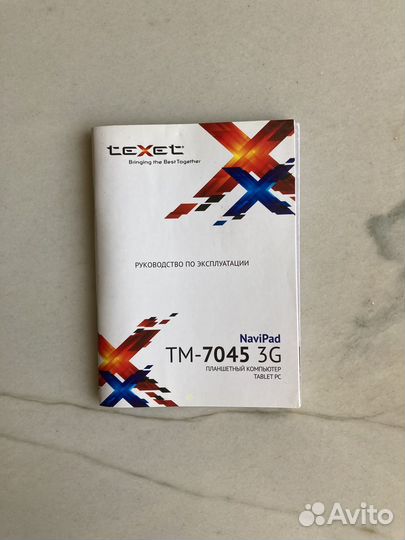 teXet
Bringing the Best Together
РУКОВОДСТВО ПО ЭКСПЛУАТАЦИИ
NaviPad
TM-7045 3G
ПЛАНШЕТНЫЙ КОМПЬЮТЕР
TABLET PC
Avito